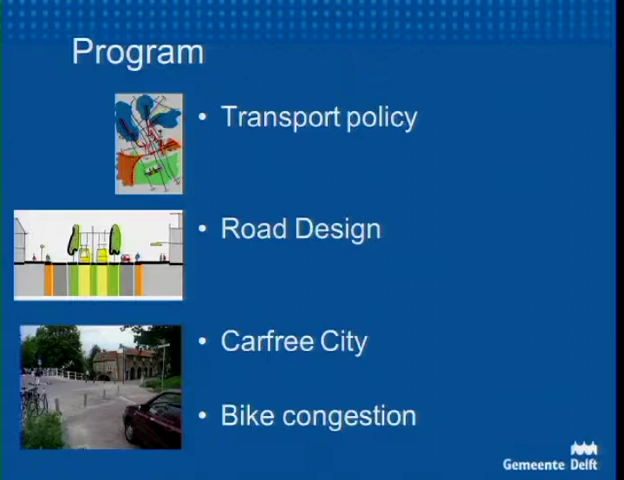 Program
• Transport policy
• Road Design
• Carfree City
• Bike congestion
Gemeente Delft